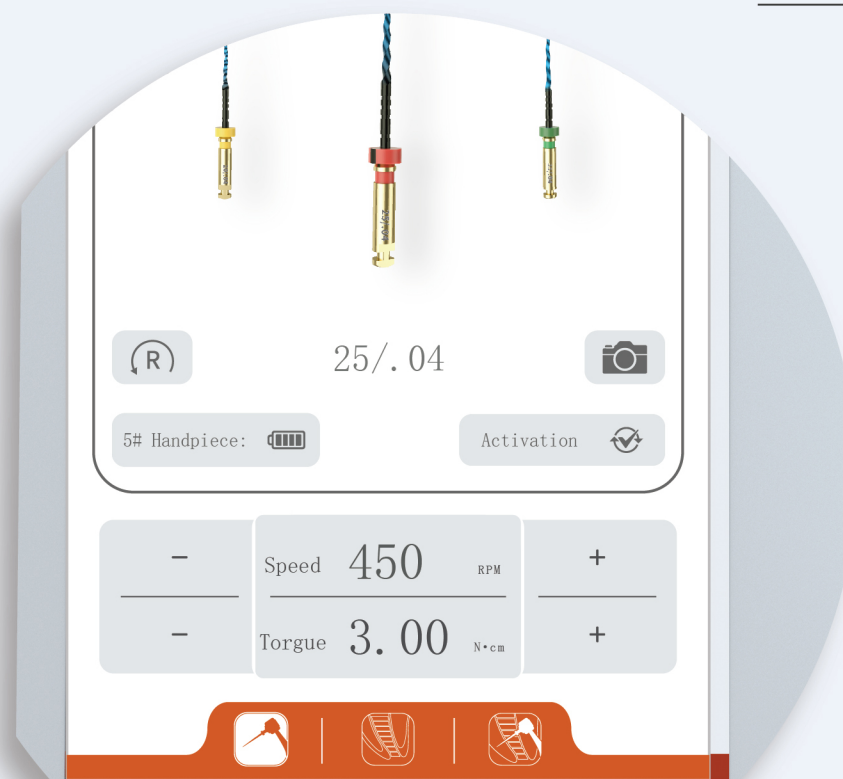 R
25/.04
5# Handpiece:
Activation
- Speed 450 RPM +
- Torgue 3.00 N•cm +